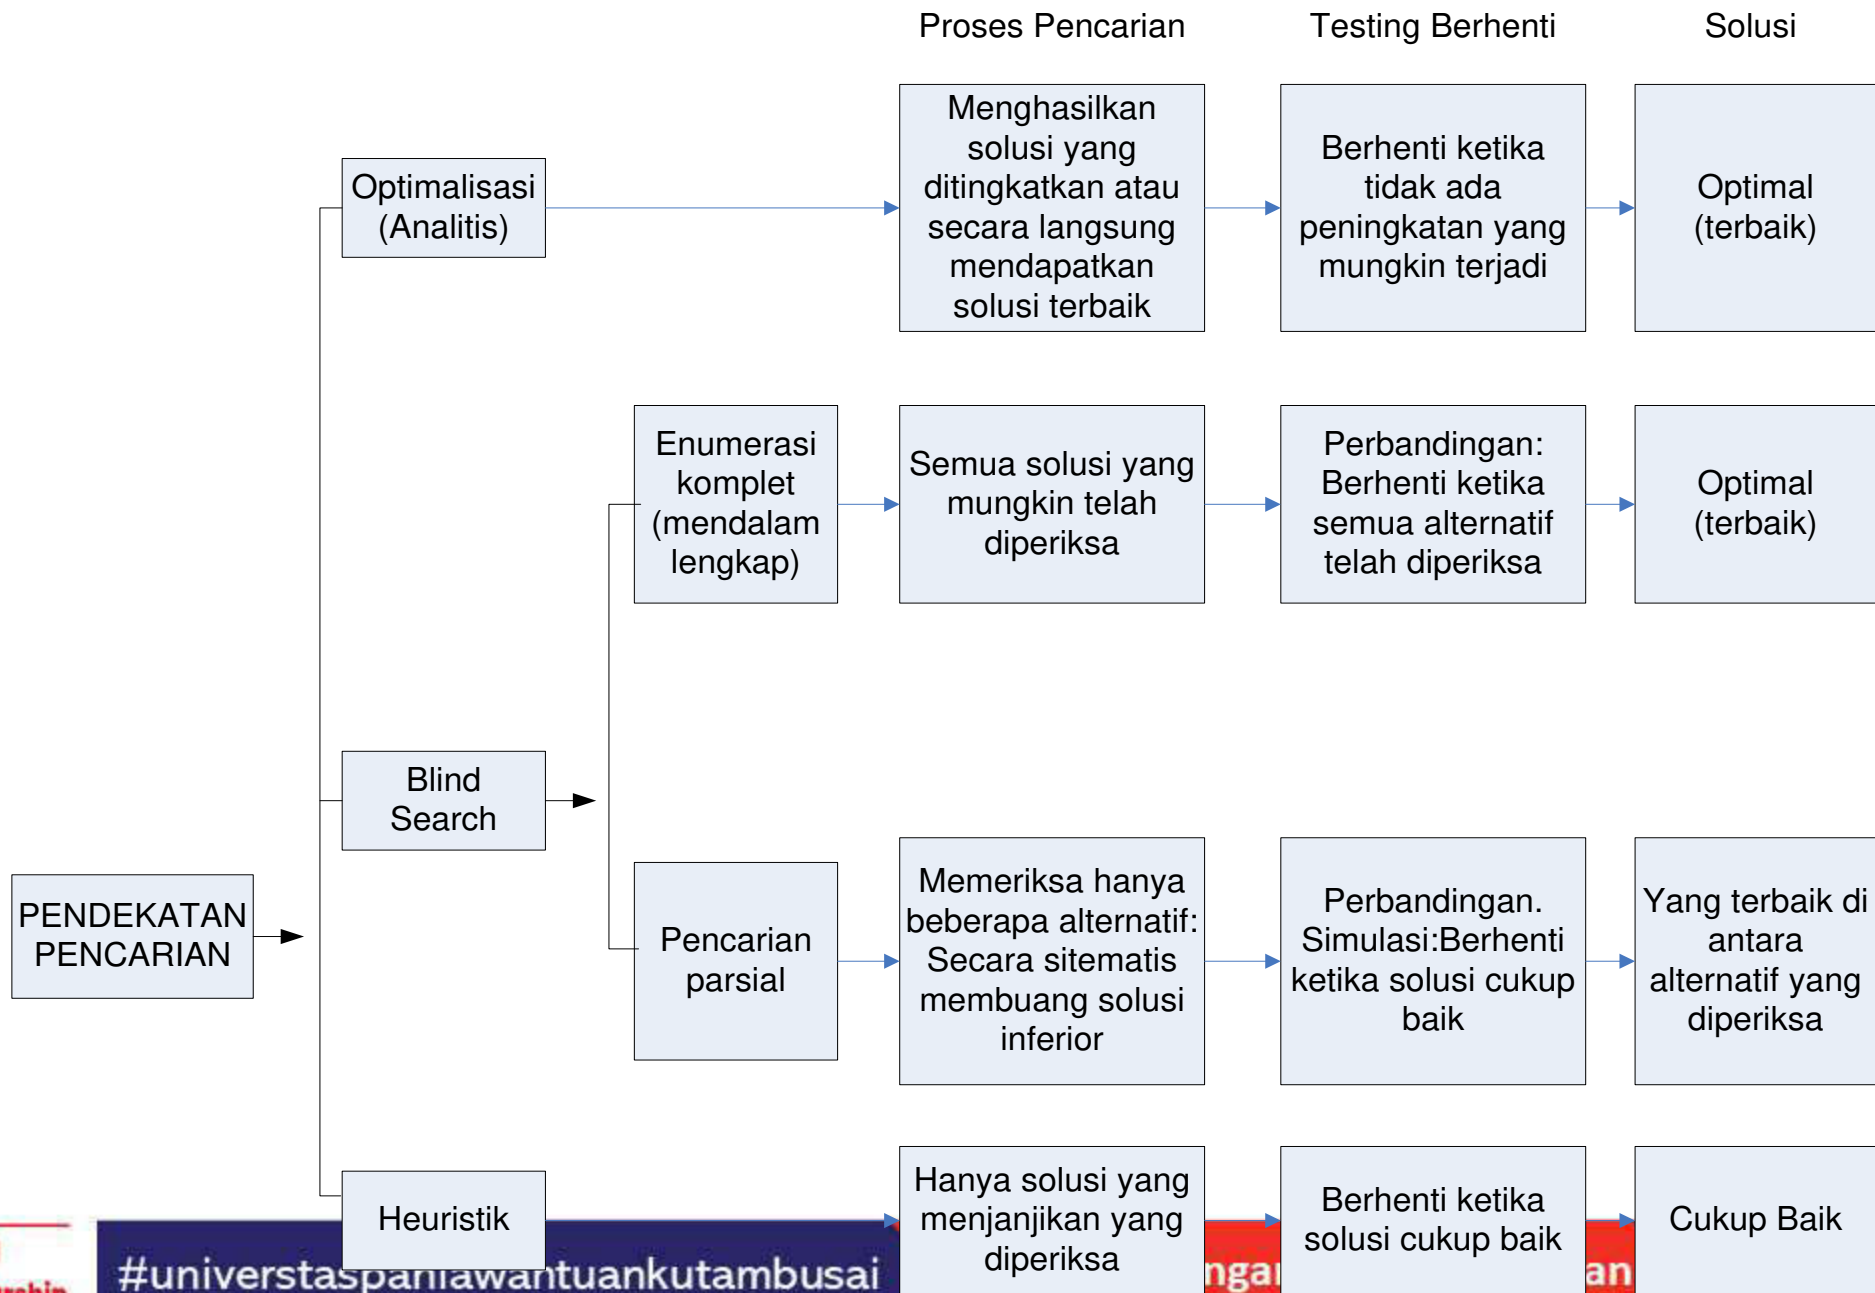 Proses Pencarian
Testing Berhenti
Solusi
Optimalisasi
(Analitis)
Menghasilkan
solusi yang
ditingkatkan atau
secara langsung
mendapatkan
solusi terbaik
Berhenti ketika
tidak ada
peningkatan yang
mungkin terjadi
Optimal
(terbaik)
Enumerasi
komplet
(mendalam
lengkap)
Semua solusi yang
mungkin telah
diperiksa
Perbandingan:
Berhenti ketika
semua alternatif
telah diperiksa
Optimal
(terbaik)
Blind
Search
PENDEKATAN
PENCARIAN
Pencarian
parsial
Memeriksa hanya
beberapa alternatif:
Secara sitematis
membuang solusi
inferior
Perbandingan.
Simulasi:Berhenti
ketika solusi cukup
baik
Yang terbaik di
antara
alternatif yang
diperiksa
Heuristik
Hanya solusi yang
menjanjikan yang
diperiksa
Berhenti ketika
solusi cukup baik
Cukup Baik
#universtaspahlawantuankutambusai